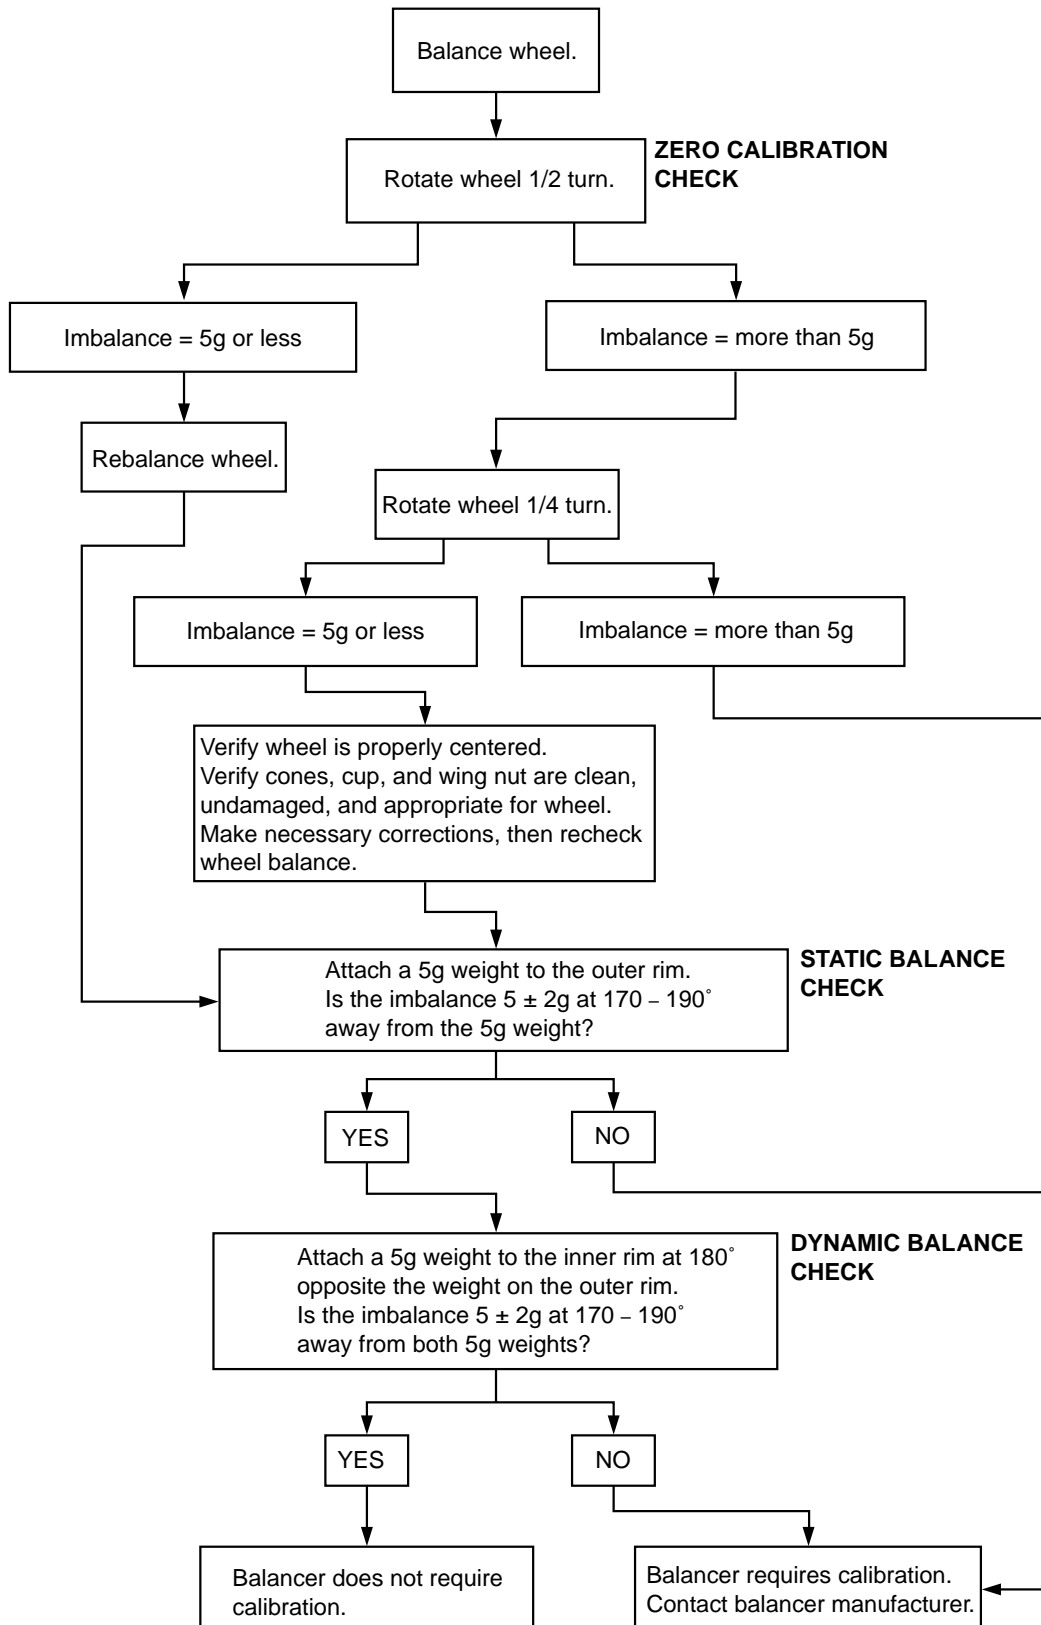 Balance wheel.
ZERO CALIBRATION
CHECK
Rotate wheel 1/2 turn.
Imbalance = 5g or less
Imbalance = more than 5g
Rebalance wheel.
Rotate wheel 1/4 turn.
Imbalance = 5g or less
Imbalance = more than 5g
Verify wheel is properly centered.
Verify cones, cup, and wing nut are clean,
undamaged, and appropriate for wheel.
Make necessary corrections, then recheck
wheel balance.
STATIC BALANCE
CHECK
Attach a 5g weight to the outer rim.
Is the imbalance 5 ± 2g at 170 – 190˚
away from the 5g weight?
YES
NO
DYNAMIC BALANCE
CHECK
Attach a 5g weight to the inner rim at 180˚
opposite the weight on the outer rim.
Is the imbalance 5 ± 2g at 170 – 190˚
away from both 5g weights?
YES
NO
Balancer does not require
calibration.
Balancer requires calibration.
Contact balancer manufacturer.